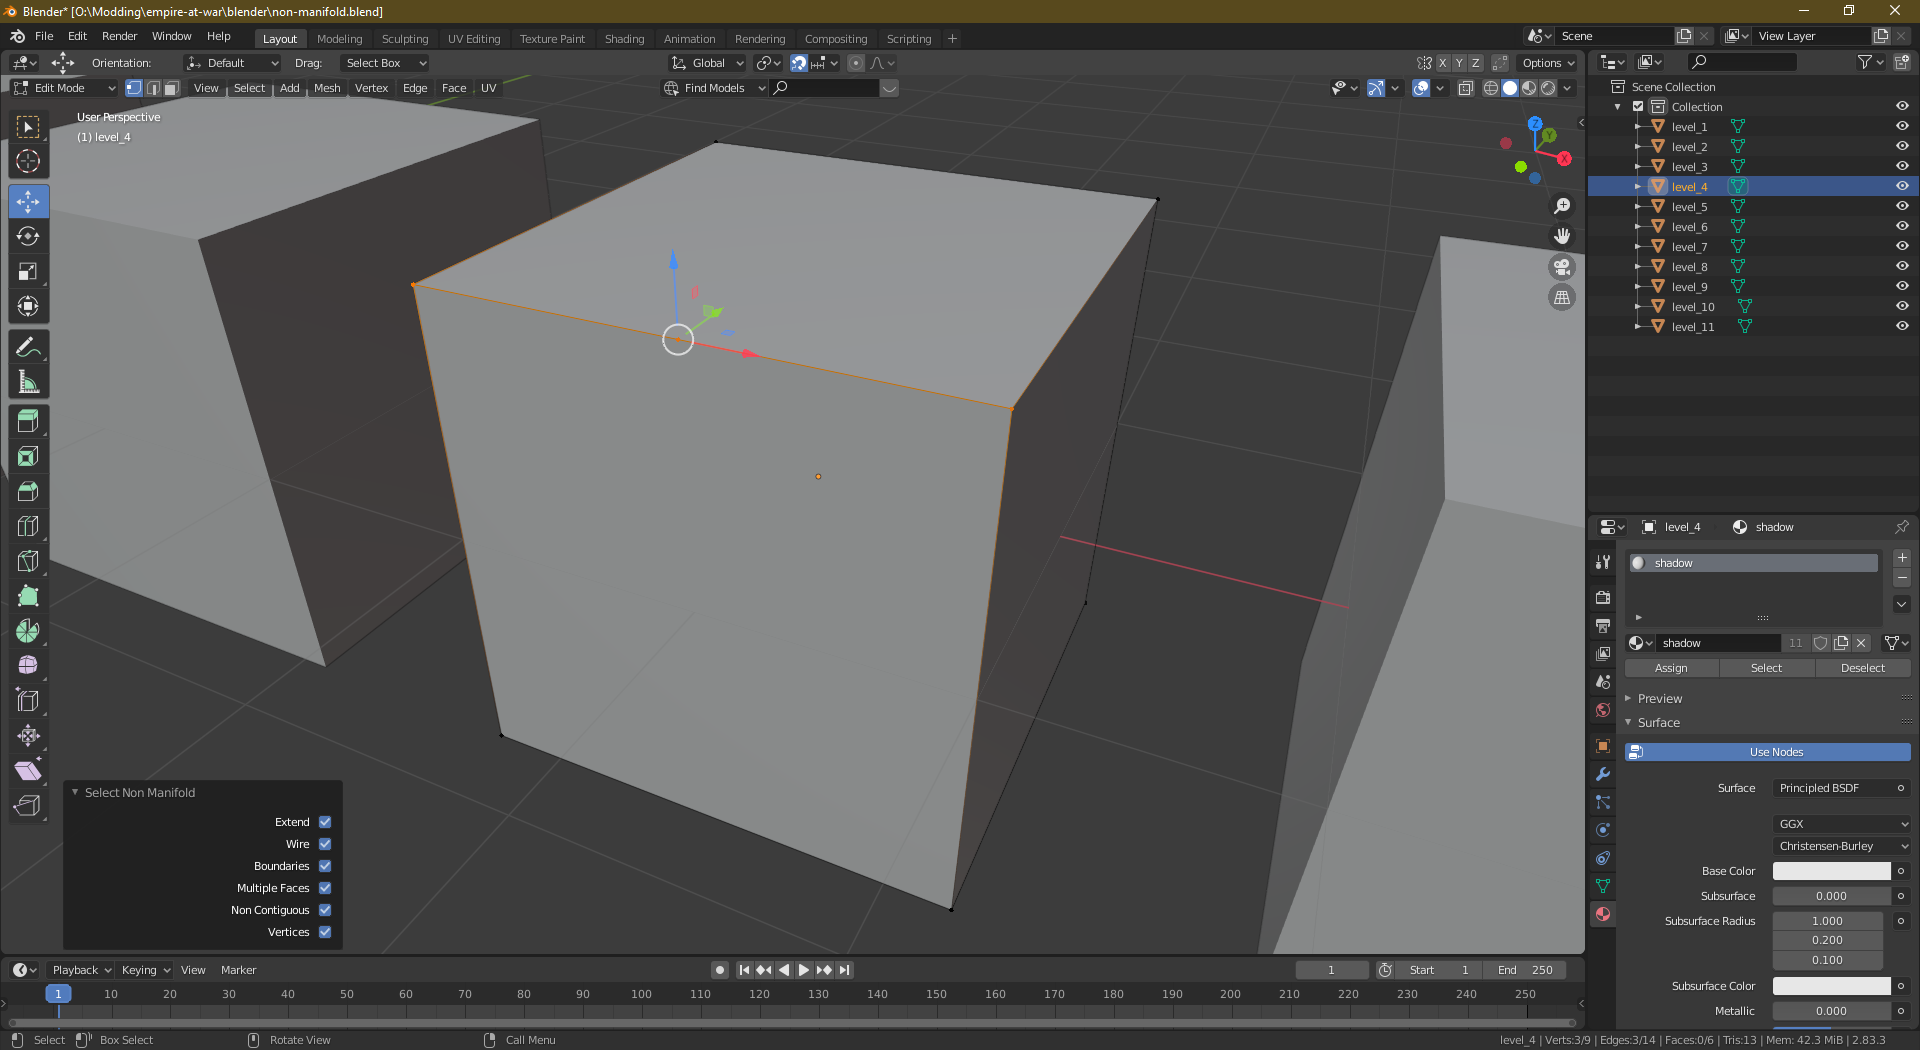 Blender* [O:\Modding\empire-at-war\blender\non-manifold.blend]
File Edit Render Window Help Layout Modeling Sculpting UV Editing Texture Paint Shading Animation Rendering Compositing Scripting + Scene View Layer
Orientation: Default Drag: Select Box Global X Y Z Options
Edit Mode View Select Add Mesh Vertex Edge Face UV Find Models
User Perspective
(1) level_4
Z
Y
X
Scene Collection
Collection
level_1
level_2
level_3
level_4
level_5
level_6
level_7
level_8
level_9
level_10
level_11
level_4 shadow
shadow
shadow 11
Assign Select Deselect
Preview
Surface
Use Nodes
Surface Principled BSDF
GGX
Christensen-Burley
Base Color
Subsurface 0.000
Subsurface Radius 1.000
0.200
0.100
Subsurface Color
Metallic 0.000
Select Non Manifold
Extend
Wire
Boundaries
Multiple Faces
Non Contiguous
Vertices
Playback Keying View Marker 1 Start 1 End 250
1 10 20 30 40 50 60 70 80 90 100 110 120 130 140 150 160 170 180 190 200 210 220 230 240 250
Select Box Select Rotate View Call Menu level_4 | Verts:3/9 | Edges:3/14 | Faces:0/6 | Tris:13 | Mem: 42.3 MiB | 2.83.3